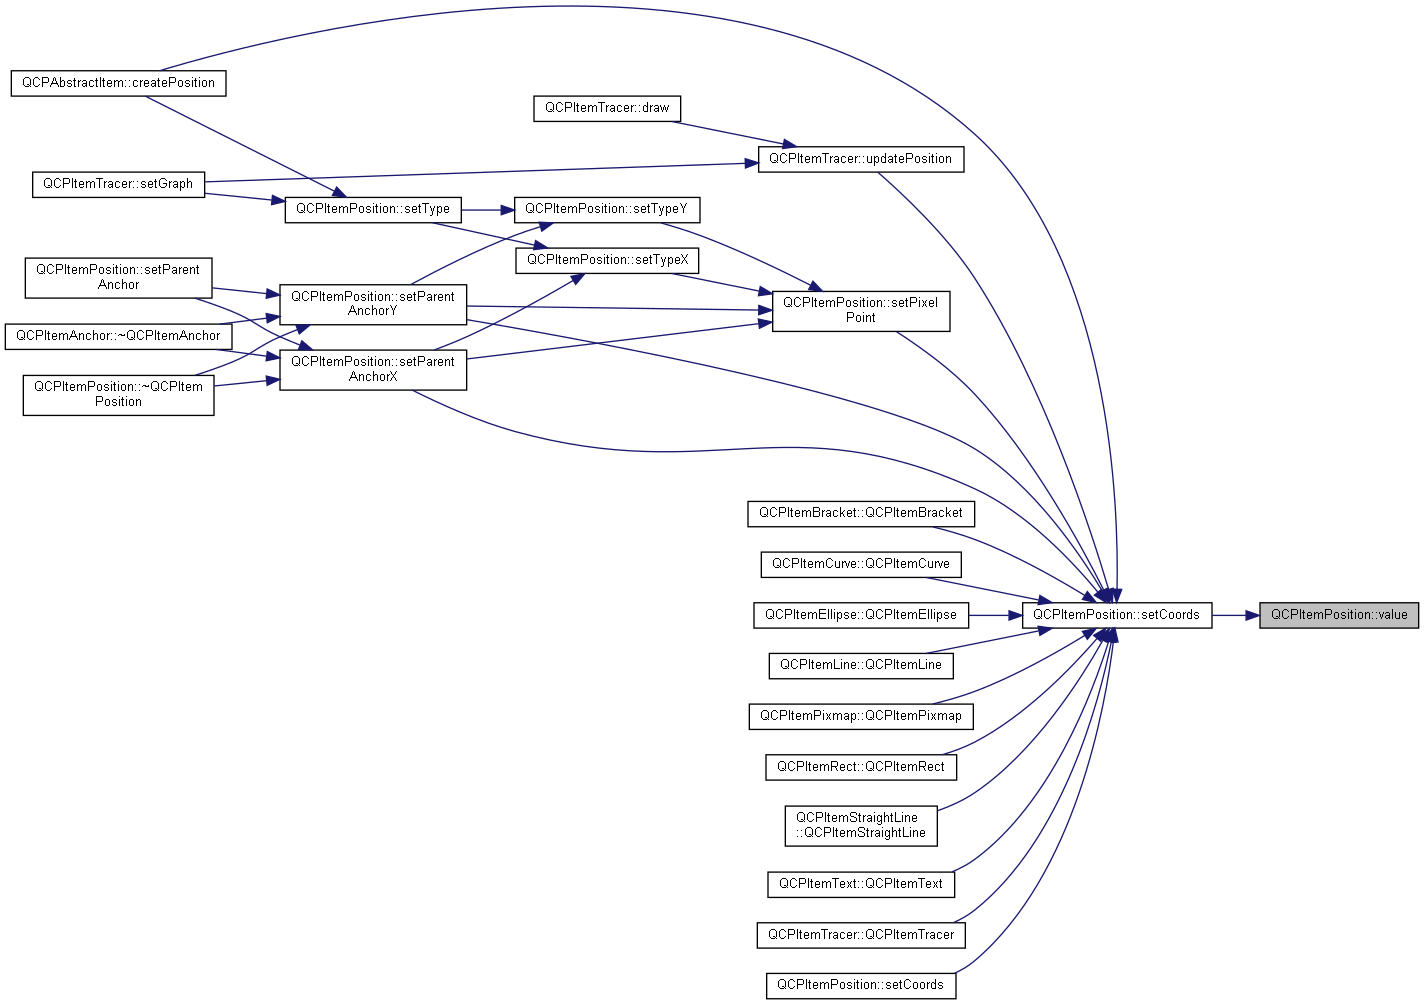 QCPAbstractItem::createPosition
QCPItemTracer::draw
QCPItemTracer::updatePosition
QCPItemTracer::setGraph
QCPItemPosition::setType
QCPItemPosition::setTypeY
QCPItemPosition::setTypeX
QCPItemPosition::setParent
Anchor
QCPItemPosition::setParent
AnchorY
QCPItemPosition::setPixel
Point
QCPItemAnchor::~QCPItemAnchor
QCPItemPosition::setParent
AnchorX
QCPItemPosition::~QCPItem
Position
QCPItemBracket::QCPItemBracket
QCPItemCurve::QCPItemCurve
QCPItemEllipse::QCPItemEllipse
QCPItemPosition::setCoords
QCPItemPosition::value
QCPItemLine::QCPItemLine
QCPItemPixmap::QCPItemPixmap
QCPItemRect::QCPItemRect
QCPItemStraightLine
::QCPItemStraightLine
QCPItemText::QCPItemText
QCPItemTracer::QCPItemTracer
QCPItemPosition::setCoords